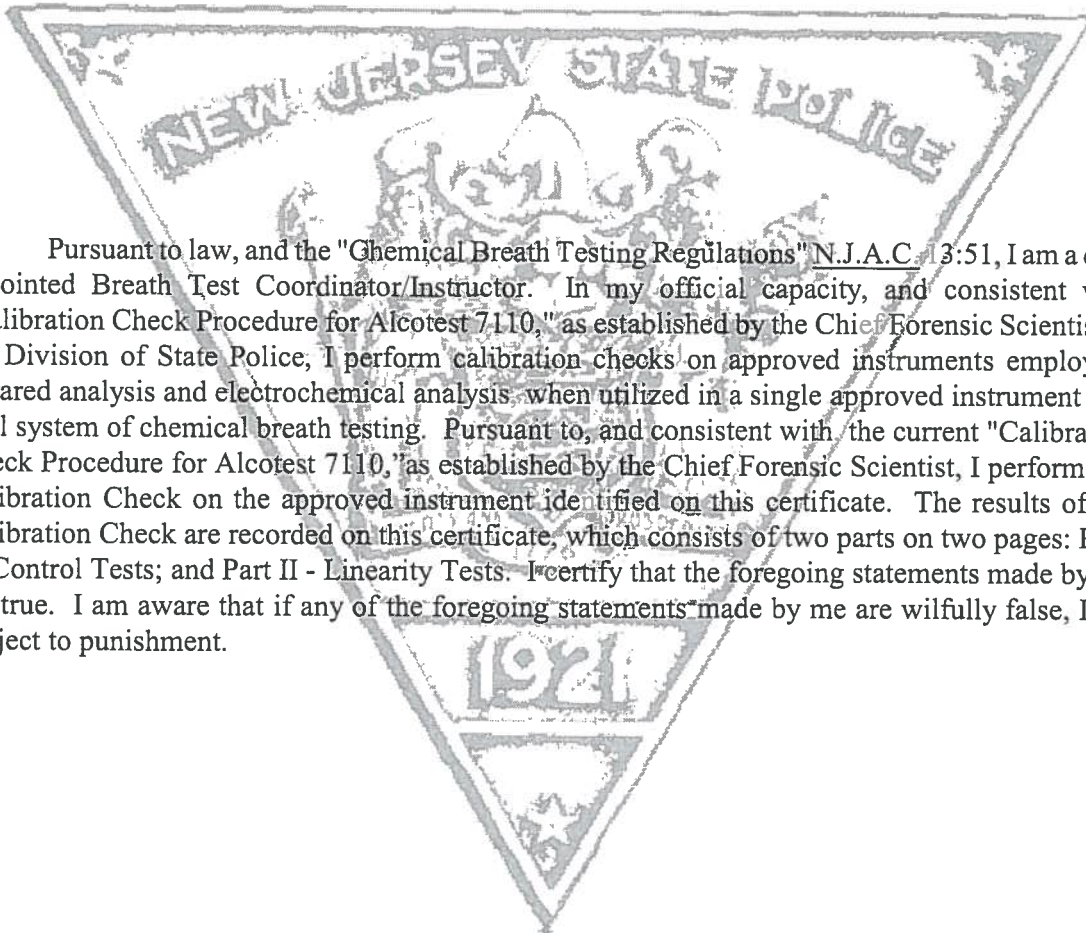 NEW JERSEY STATE POLICE
Pursuant to law, and the "Chemical Breath Testing Regulations" N.J.A.C. 13:51, I am a
ointed Breath Test Coordinator/Instructor. In my official capacity, and consistent
libration Check Procedure for Alcotest 7110," as established by the Chief Forensic Scientis
Division of State Police, I perform calibration checks on approved instruments employ
ared analysis and electrochemical analysis, when utilized in a single approved instrument
l system of chemical breath testing. Pursuant to, and consistent with the current "Calibra
eck Procedure for Alcotest 7110," as established by the Chief Forensic Scientist, I perform
ibration Check on the approved instrument identified on this certificate. The results of
ibration Check are recorded on this certificate, which consists of two parts on two pages:
Control Tests; and Part II - Linearity Tests. I certify that the foregoing statements made by
true. I am aware that if any of the foregoing statements made by me are wilfully false, I
ject to punishment.
1921